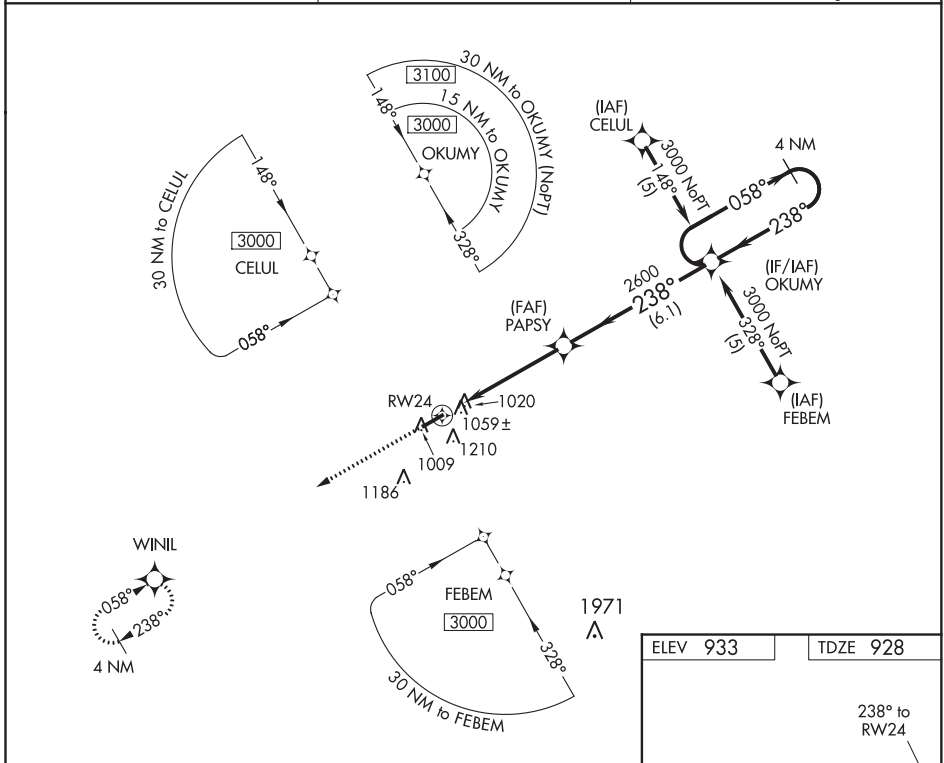 30 NM to OKUMY (NoPT)
3100
15 NM to OKUMY
3000
148°
OKUMY
328°
30 NM to CELUL
148°
3000
CELUL
058°
(IAF)
CELUL
3000 NoPT
148°
(5)
4 NM
058°
238°
(IF/IAF)
OKUMY
2600
238°
(6.1)
(FAF)
PAPSY
3000 NoPT
328°
(5)
(IAF)
FEBEM
RW24
1020
1059±
1210
1009
1186
WINIL
058°
238°
4 NM
058°
FEBEM
3000
328°
30 NM to FEBEM
1971
ELEV 933
TDZE 928
238° to
RW24